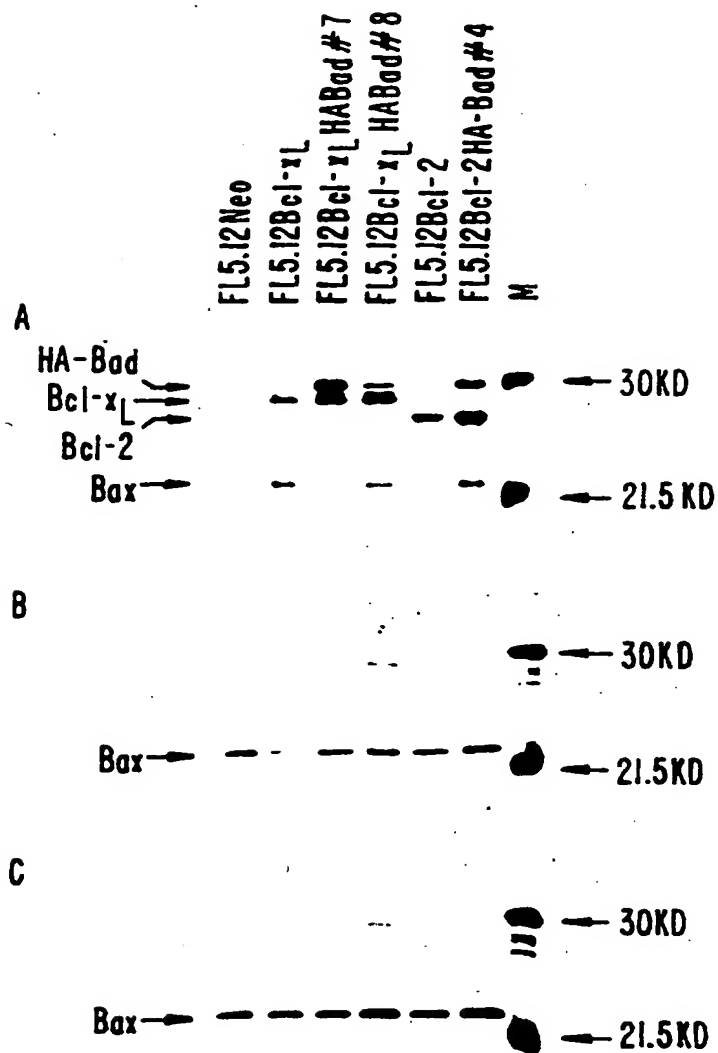 FL5.12Neo
FL5.12Bcl-xL
FL5.12Bcl-xL HABad#7
FL5.12Bcl-xL HABad#8
FL5.12Bcl-2
FL5.12Bcl-2HA-Bad#4
M
A
HA-Bad
Bcl-xL
Bcl-2
Bax
30KD
21.5KD
B
30KD
Bax
21.5KD
C
30KD
Bax
21.5KD